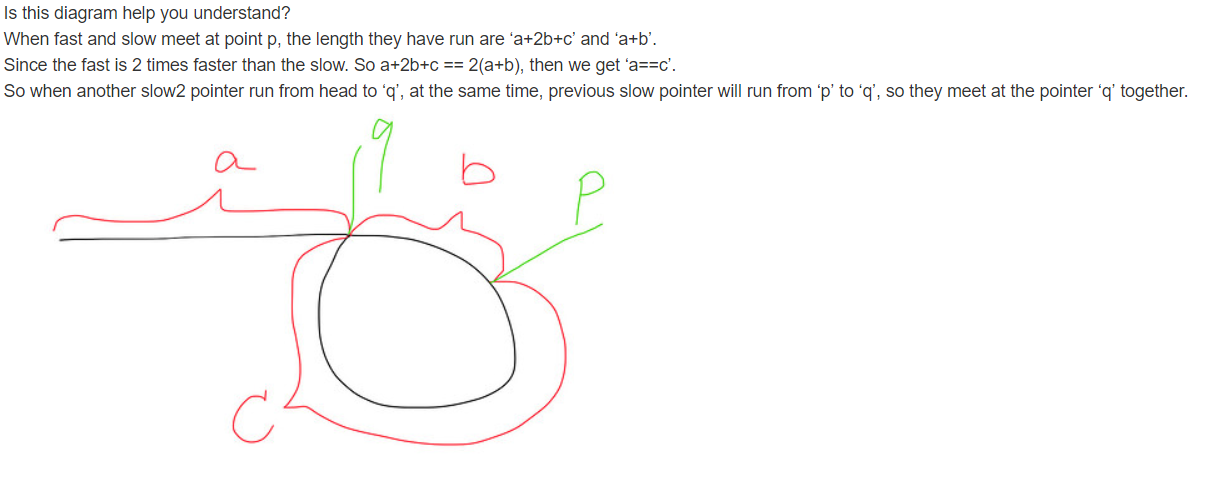 Is this diagram help you understand?
When fast and slow meet at point p, the length they have run are ‘a+2b+c’ and ‘a+b’.
Since the fast is 2 times faster than the slow. So a+2b+c == 2(a+b), then we get ‘a==c’.
So when another slow2 pointer run from head to ‘q’, at the same time, previous slow pointer will run from ‘p’ to ‘q’, so they meet at the pointer ‘q’ together.
q
a
b
p
c